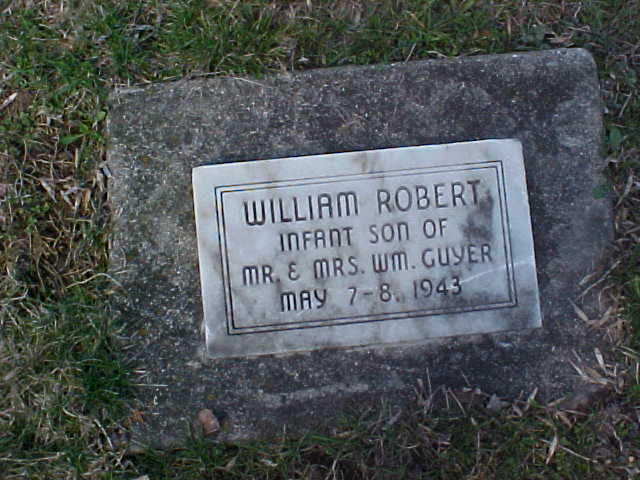 WILLIAM ROBERT
INFANT SON OF
MR. & MRS. WM. GUYER
MAY 7-8, 1943